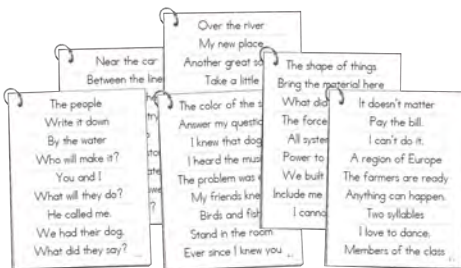 The people
Write it down
By the water
Who will make it?
You and I
What will they do?
He called me.
We had their dog.
What did they say?
Near the car
Between the line
?
Over the river
My new place
Another great
Take a little
The color of the
Answer my
I knew that dog
I heard the
The problem was
My friends
Birds and
Stand in the room
Ever since I knew you
The shape of things
Bring the material here
What did
The force
All
Power to
We built
Include me
I
It doesn't matter
Pay the bill.
I can't do it.
A region of Europe
The farmers are ready
Anything can happen.
Two syllables
I love to dance.
Members of the class